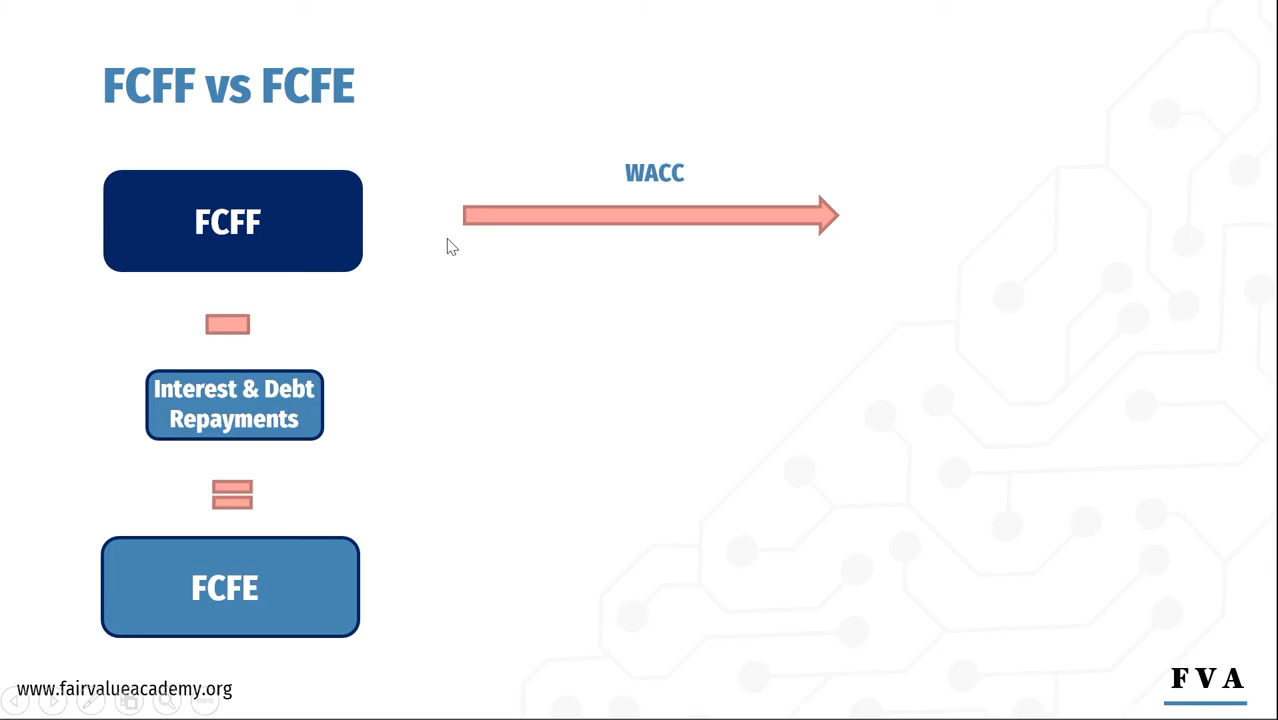 FCFF vs FCFE
WACC
FCFF
Interest & Debt
Repayments
FCFE
www.fairvalueacademy.org
FVA